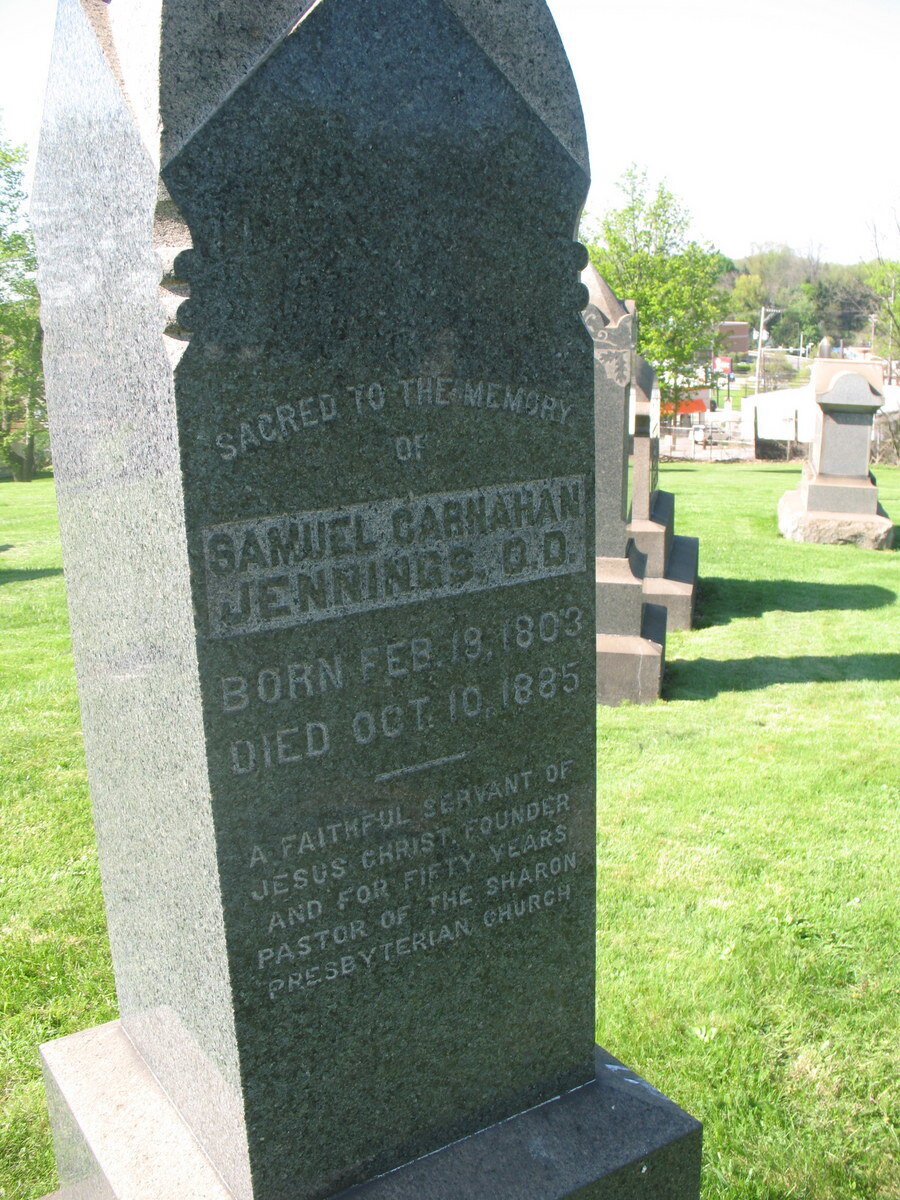 SACRED TO THE MEMORY
OF
SAMUEL CARNAHAN
JENNINGS, D.D.
BORN FEB. 19, 1803
DIED OCT. 10, 1885
A FAITHFUL SERVANT OF
JESUS CHRIST, FOUNDER
AND FOR FIFTY YEARS
PASTOR OF THE SHARON
PRESBYTERIAN CHURCH